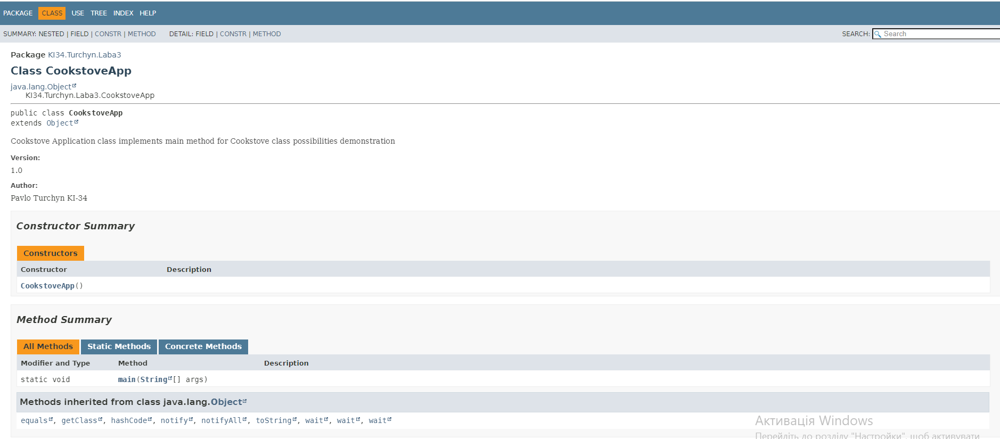 PACKAGE CLASS USE TREE INDEX HELP
SUMMARY: NESTED | FIELD | CONSTR | METHOD DETAIL: FIELD | CONSTR | METHOD SEARCH: Search
Package KI34.Turchyn.Laba3
Class CookstoveApp
java.lang.Object
KI34.Turchyn.Laba3.CookstoveApp
public class CookstoveApp
extends Object
Cookstove Application class implements main method for Cookstove class possibilities demonstration
Version:
1.0
Author:
Pavlo Turchyn KI-34
Constructor Summary
Constructors
Constructor Description
CookstoveApp()
Method Summary
All Methods Static Methods Concrete Methods
Modifier and Type Method Description
static void main(String[] args)
Methods inherited from class java.lang.Object
equals, getClass, hashCode, notify, notifyAll, toString, wait, wait, wait
Активація Windows
Перейдіть до розділу "Настройки", щоб активувати